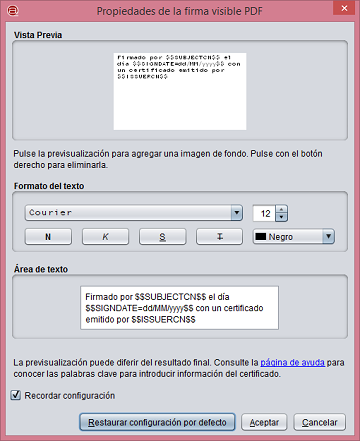 Propiedades de la firma visible PDF
Vista Previa
Firmado por $$SUBJECTCN$$ el
día $$SIGNDATE=dd/MM/yyyy$$ con
un certificado emitido por
$$ISSUERCN$$
Pulse la previsualización para agregar una imagen de fondo. Pulse con el botón
derecho para eliminarla.
Formato del texto
Courier
12
N
K
S
T
Negro
Área de texto
Firmado por $$SUBJECTCN$$ el día
$$SIGNDATE=dd/MM/yyyy$$ con un certificado
emitido por $$ISSUERCN$$
La previsualización puede diferir del resultado final. Consulte la página de ayuda para
conocer las palabras clave para introducir información del certificado.
Recordar configuración
Restaurar configuración por defecto
Aceptar
Cancelar